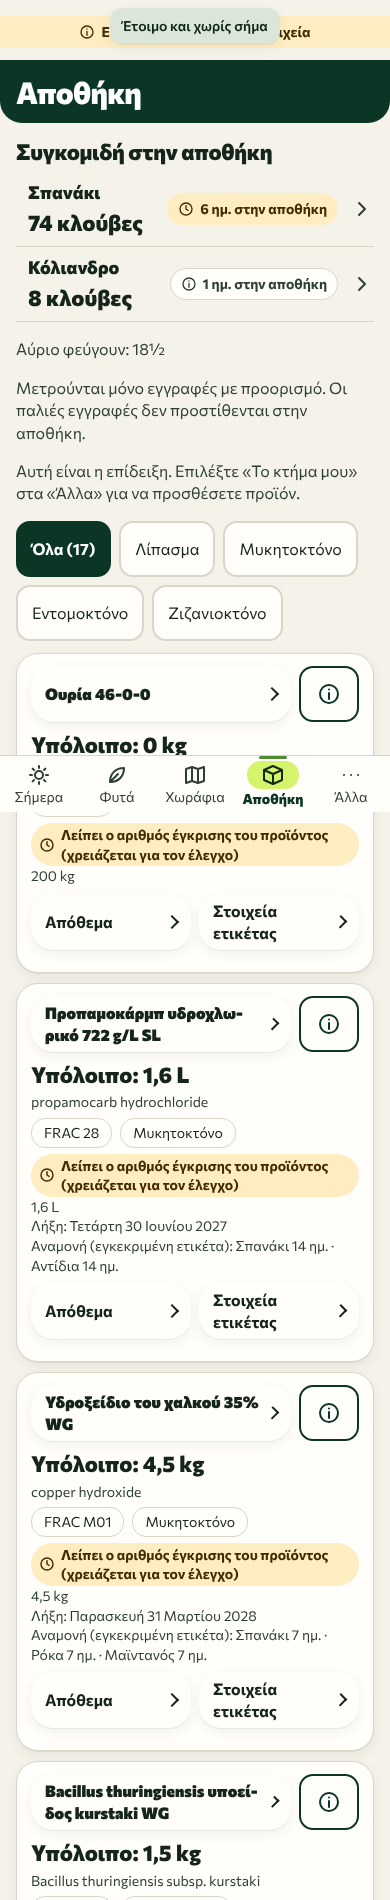 Έτοιμο και χωρίς σήμα
Αποθήκη
Συγκομιδή στην αποθήκη
Σπανάκι
74 κλούβες
6 ημ. στην αποθήκη
Κόλιανδρο
8 κλούβες
1 ημ. στην αποθήκη
Αύριο φεύγουν: 18½
Μετρούνται μόνο εγγραφές με προορισμό. Οι
παλιές εγγραφές δεν προστίθενται στην
αποθήκη.
Αυτή είναι η επίδειξη. Επιλέξτε «Το κτήμα μου»
στα «Άλλα» για να προσθέσετε προϊόν.
Όλα (17)
Λίπασμα
Μυκητοκτόνο
Εντομοκτόνο
Ζιζανιοκτόνο
Ουρία 46-0-0
Υπόλοιπο: 0 kg
Σήμερα
Φυτά
Χωράφια
Αποθήκη
Άλλα
Λείπει ο αριθμός έγκρισης του προϊόντος
(χρειάζεται για τον έλεγχο)
200 kg
Απόθεμα
Στοιχεία
ετικέτας
Προπαμοκάρμπ υδροχλω-
ρικό 722 g/L SL
Υπόλοιπο: 1,6 L
propamocarb hydrochloride
FRAC 28
Μυκητοκτόνο
Λείπει ο αριθμός έγκρισης του προϊόντος
(χρειάζεται για τον έλεγχο)
1,6 L
Λήξη: Τετάρτη 30 Ιουνίου 2027
Αναμονή (εγκεκριμένη ετικέτα): Σπανάκι 14 ημ. ·
Αντίδια 14 ημ.
Απόθεμα
Στοιχεία
ετικέτας
Υδροξείδιο του χαλκού 35%
WG
Υπόλοιπο: 4,5 kg
copper hydroxide
FRAC M01
Μυκητοκτόνο
Λείπει ο αριθμός έγκρισης του προϊόντος
(χρειάζεται για τον έλεγχο)
4,5 kg
Λήξη: Παρασκευή 31 Μαρτίου 2028
Αναμονή (εγκεκριμένη ετικέτα): Σπανάκι 7 ημ. ·
Ρόκα 7 ημ. · Μαϊντανός 7 ημ.
Απόθεμα
Στοιχεία
ετικέτας
Bacillus thuringiensis υποεί-
δος kurstaki WG
Υπόλοιπο: 1,5 kg
Bacillus thuringiensis subsp. kurstaki